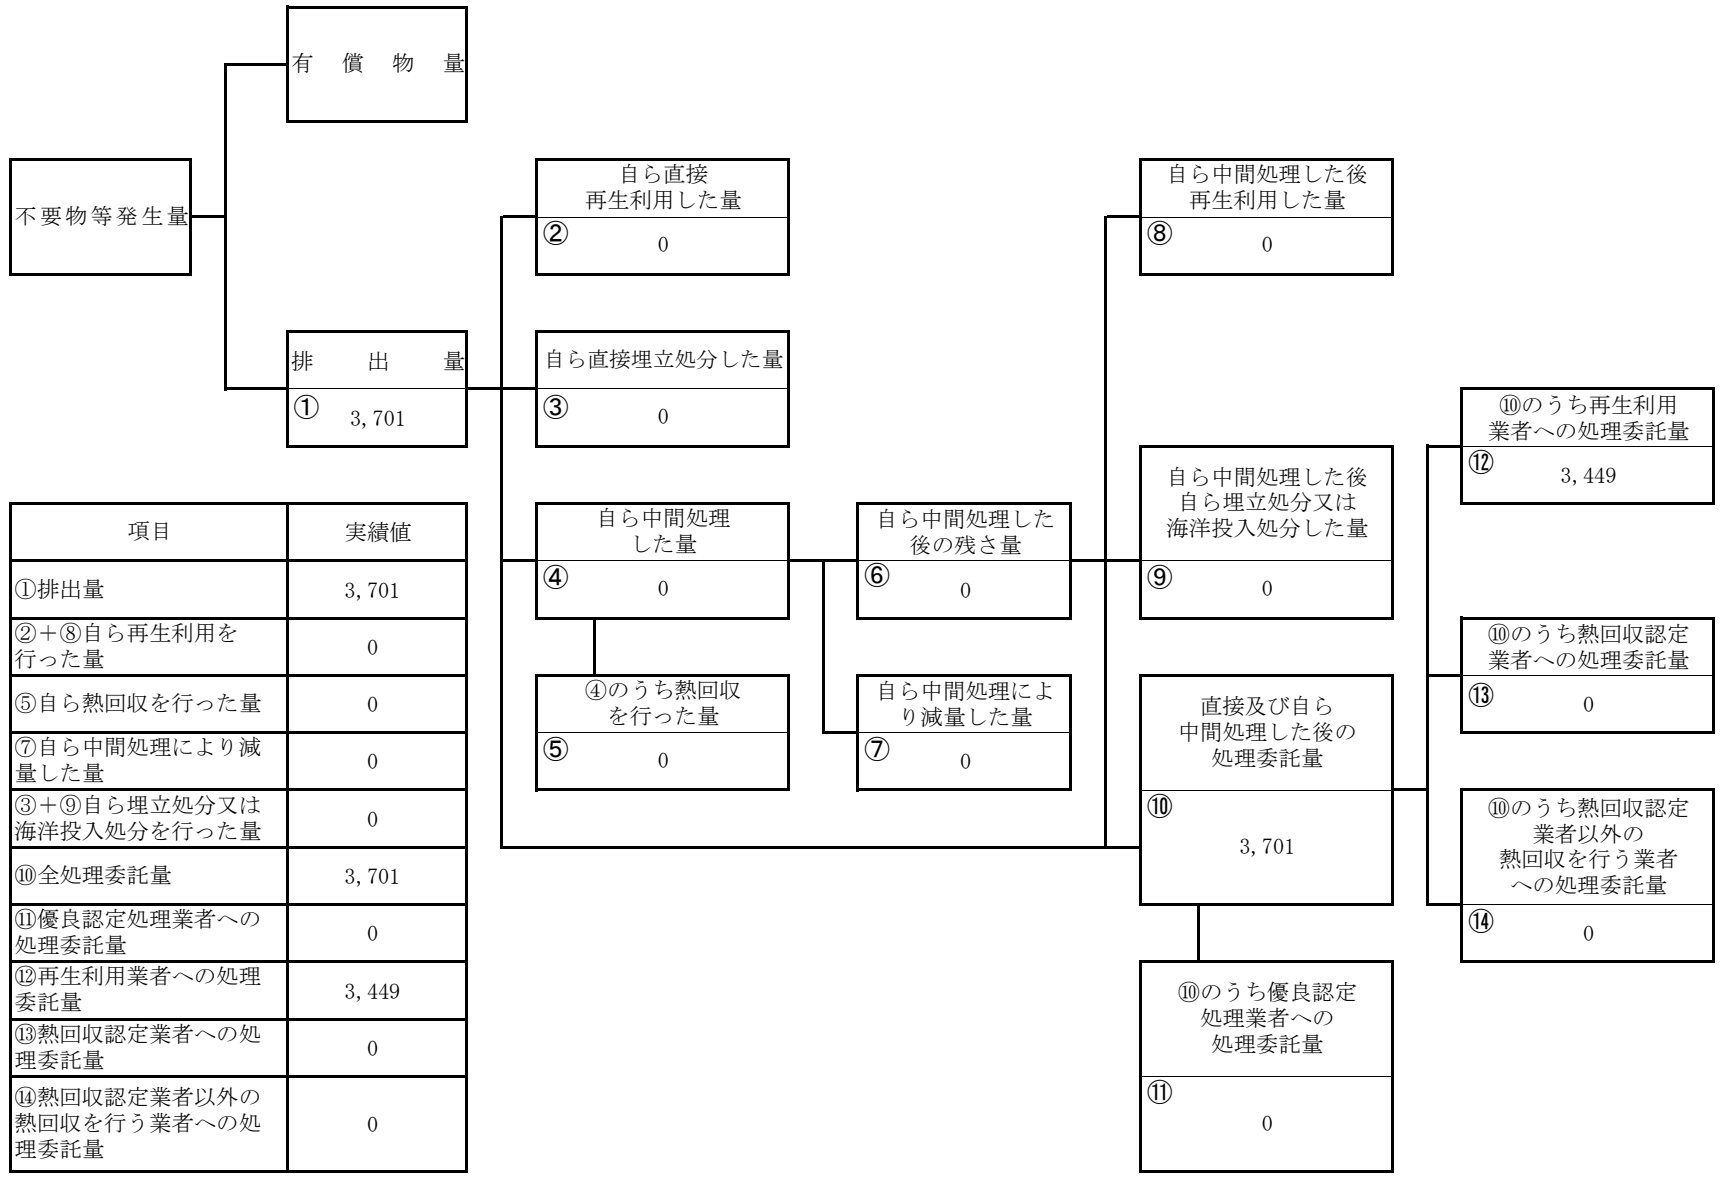 有償物量
不要物等発生量
排出量
①
3,701
自ら直接
再生利用した量
②
0
自ら直接埋立処分した量
③
0
自ら中間処理
した量
④
0
④のうち熱回収
を行った量
⑤
0
自ら中間処理した
後の残さ量
⑥
0
自ら中間処理によ
り減量した量
⑦
0
自ら中間処理した後
再生利用した量
⑧
0
自ら中間処理した後
自ら埋立処分又は
海洋投入処分した量
⑨
0
直接及び自ら
中間処理した後の
処理委託量
⑩
3,701
⑩のうち優良認定
処理業者への
処理委託量
⑪
0
⑩のうち再生利用
業者への処理委託量
⑫
3,449
⑩のうち熱回収認定
業者への処理委託量
⑬
0
⑩のうち熱回収認定
業者以外の
熱回収を行う業者
への処理委託量
⑭
0
項目 実績値
①排出量 3,701
②＋⑧自ら再生利用を
行った量 0
⑤自ら熱回収を行った量 0
⑦自ら中間処理により減
量した量 0
③＋⑨自ら埋立処分又は
海洋投入処分を行った量 0
⑩全処理委託量 3,701
⑪優良認定処理業者への
処理委託量 0
⑫再生利用業者への処理
委託量 3,449
⑬熱回収認定業者への処
理委託量 0
⑭熱回収認定業者以外の
熱回収を行う業者への処
理委託量 0